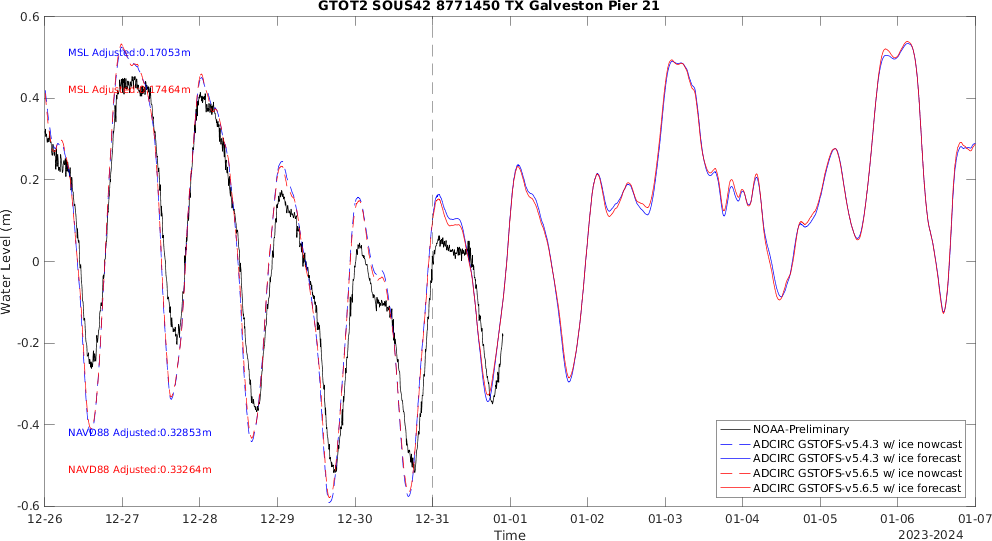 GTOT2 SOUS42 8771450 TX Galveston Pier 21
Water Level (m)
0.6
0.4
0.2
0
-0.2
-0.4
-0.6
MSL Adjusted:0.17053m
MSL Adjusted:0.17464m
NAVD88 Adjusted:0.32853m
NAVD88 Adjusted:0.33264m
NOAA-Preliminary
ADCIRC GSTOFS-v5.4.3 w/ ice nowcast
ADCIRC GSTOFS-v5.4.3 w/ ice forecast
ADCIRC GSTOFS-v5.6.5 w/ ice nowcast
ADCIRC GSTOFS-v5.6.5 w/ ice forecast
12-26 12-27 12-28 12-29 12-30 12-31 01-01 01-02 01-03 01-04 01-05 01-06 01-07
Time
2023-2024